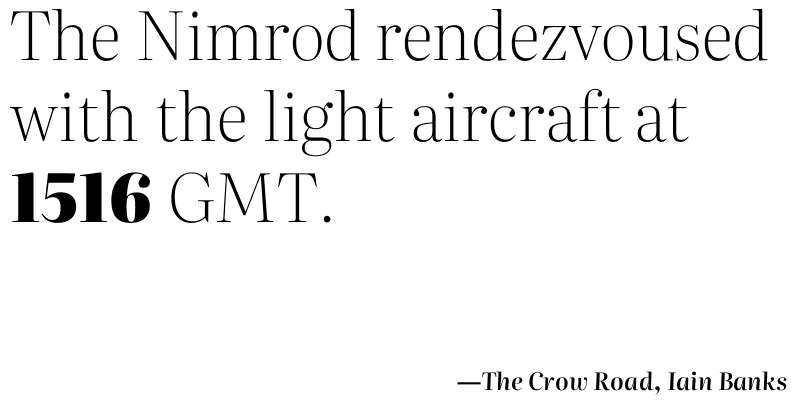 The Nimrod rendezvoused
with the light aircraft at
1516 GMT.
—The Crow Road, Iain Banks